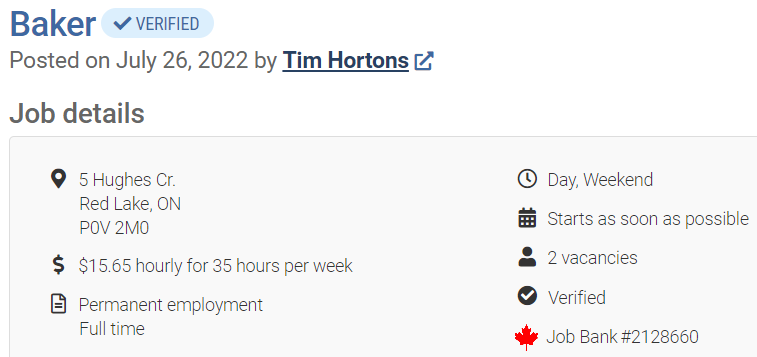 Baker VERIFIED
Posted on July 26, 2022 by Tim Hortons
Job details
5 Hughes Cr.
Red Lake, ON
P0V 2M0
$15.65 hourly for 35 hours per week
Permanent employment
Full time
Day, Weekend
Starts as soon as possible
2 vacancies
Verified
Job Bank #2128660